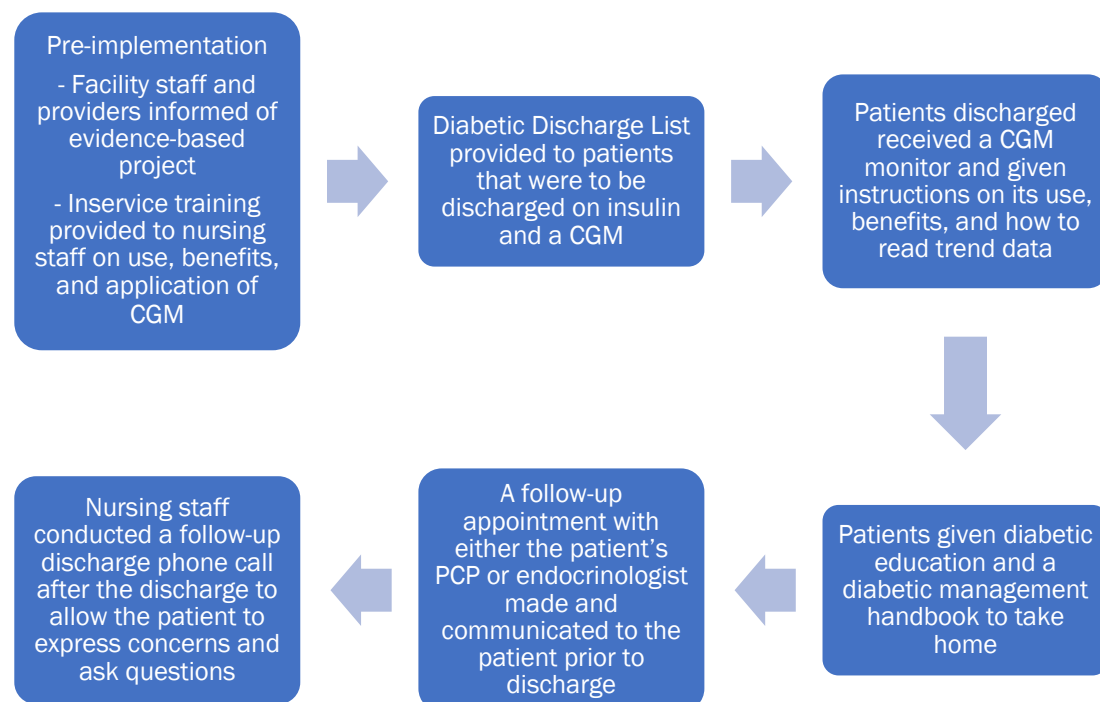 Pre-implementation
- Facility staff and
providers informed of
evidence-based
project
- Inservice training
provided to nursing
staff on use, benefits,
and application of
CGM
Diabetic Discharge List
provided to patients
that were to be
discharged on insulin
and a CGM
Patients discharged
received a CGM
monitor and given
instructions on its use,
benefits, and how to
read trend data
Patients given diabetic
education and a
diabetic management
handbook to take
home
A follow-up
appointment with
either the patient’s
PCP or endocrinologist
made and
communicated to the
patient prior to
discharge
Nursing staff
conducted a follow-up
discharge phone call
after the discharge to
allow the patient to
express concerns and
ask questions